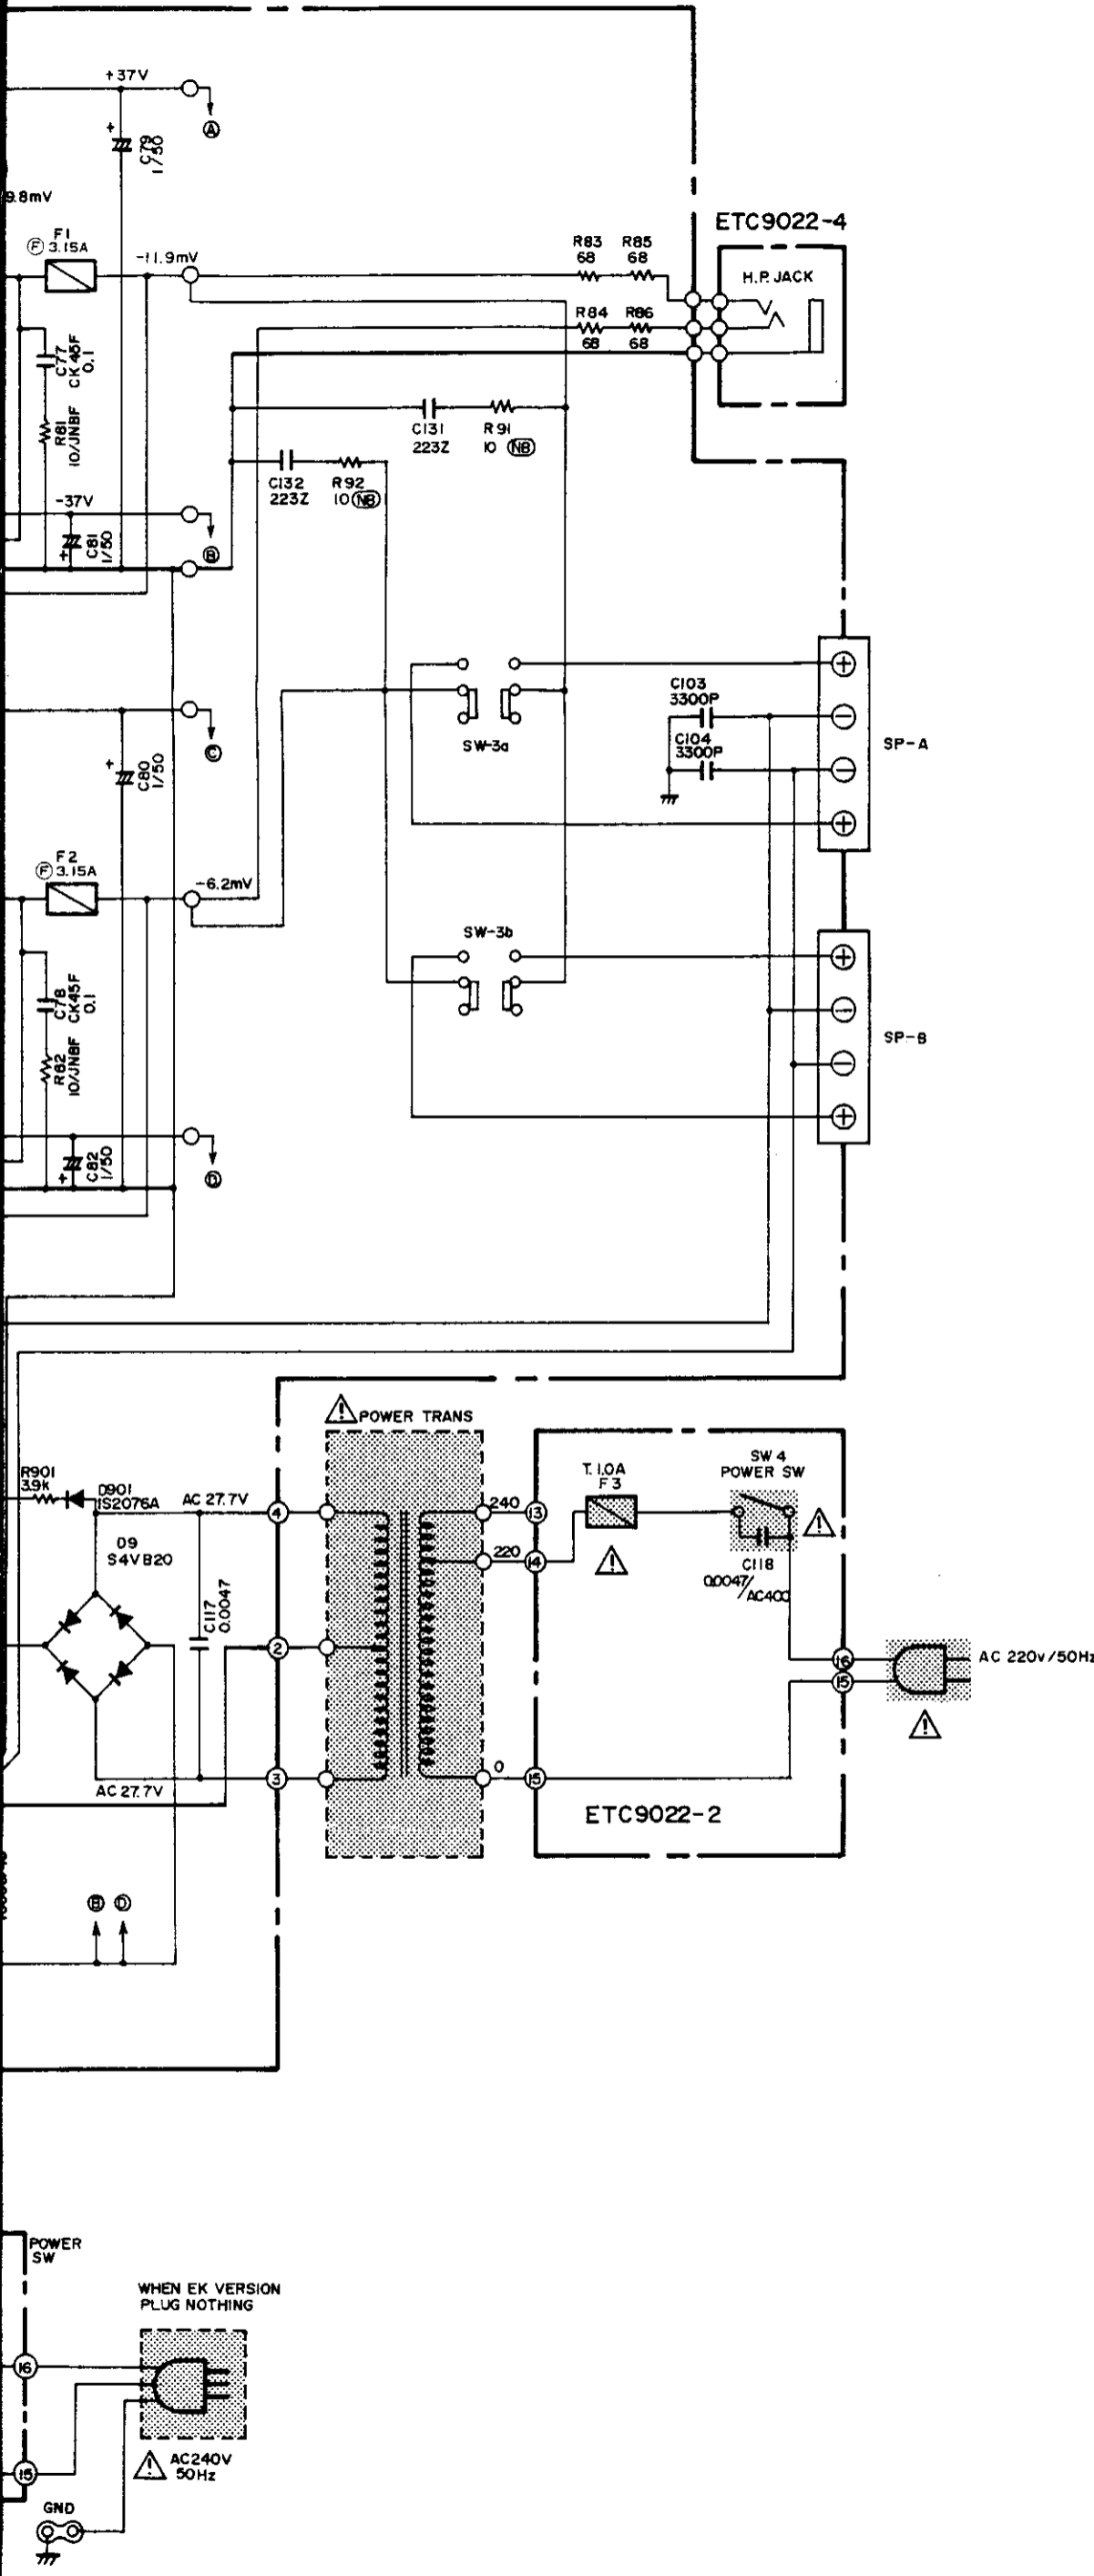 +37V
A
+
C79
1/50
9.8mV
F1
F 3.15A
-11.9mV
ETC9022-4
H.P. JACK
R83
68
R85
68
R84
68
R86
68
C77
CK45F
0.1
R81
10/JNBF
C131
223Z
R91
10 NB
C132
223Z
R92
10 NB
-37V
+
C81
1/50
B
SW-3a
C103
3300P
C104
3300P
+
-
-
+
SP-A
C
+
C80
1/50
F2
F 3.15A
-6.2mV
SW-3b
+
-
-
+
SP-B
C78
CK45F
0.1
R82
10/JNBF
+
C82
1/50
D
POWER TRANS
R901
3.9k
D901
1S2076A
AC 27.7V
D9
S4VB20
C117
0.0047
AC 27.7V
4
2
3
240
220
0
13
14
15
T. 1.0A
F3
SW 4
POWER SW
C118
0.0047/AC400
16
15
AC 220v/50Hz
ETC9022-2
B
D
POWER
SW
WHEN EK VERSION
PLUG NOTHING
16
15
AC240V
50Hz
GND